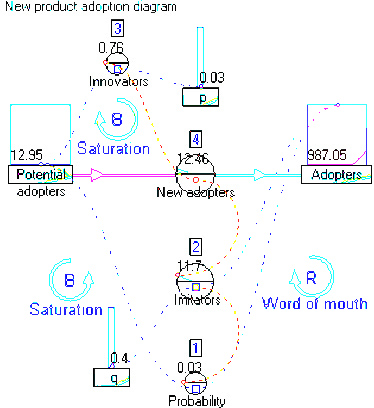 New product adoption diagram
3
0.76
Innovators
0.03
p
B
Saturation
4
12.95
12.46
987.05
Potential
adopters
New adopters
Adopters
2
11.7
Imitators
B
Saturation
R
Word of mouth
1
0.4
q
0.03
Probability